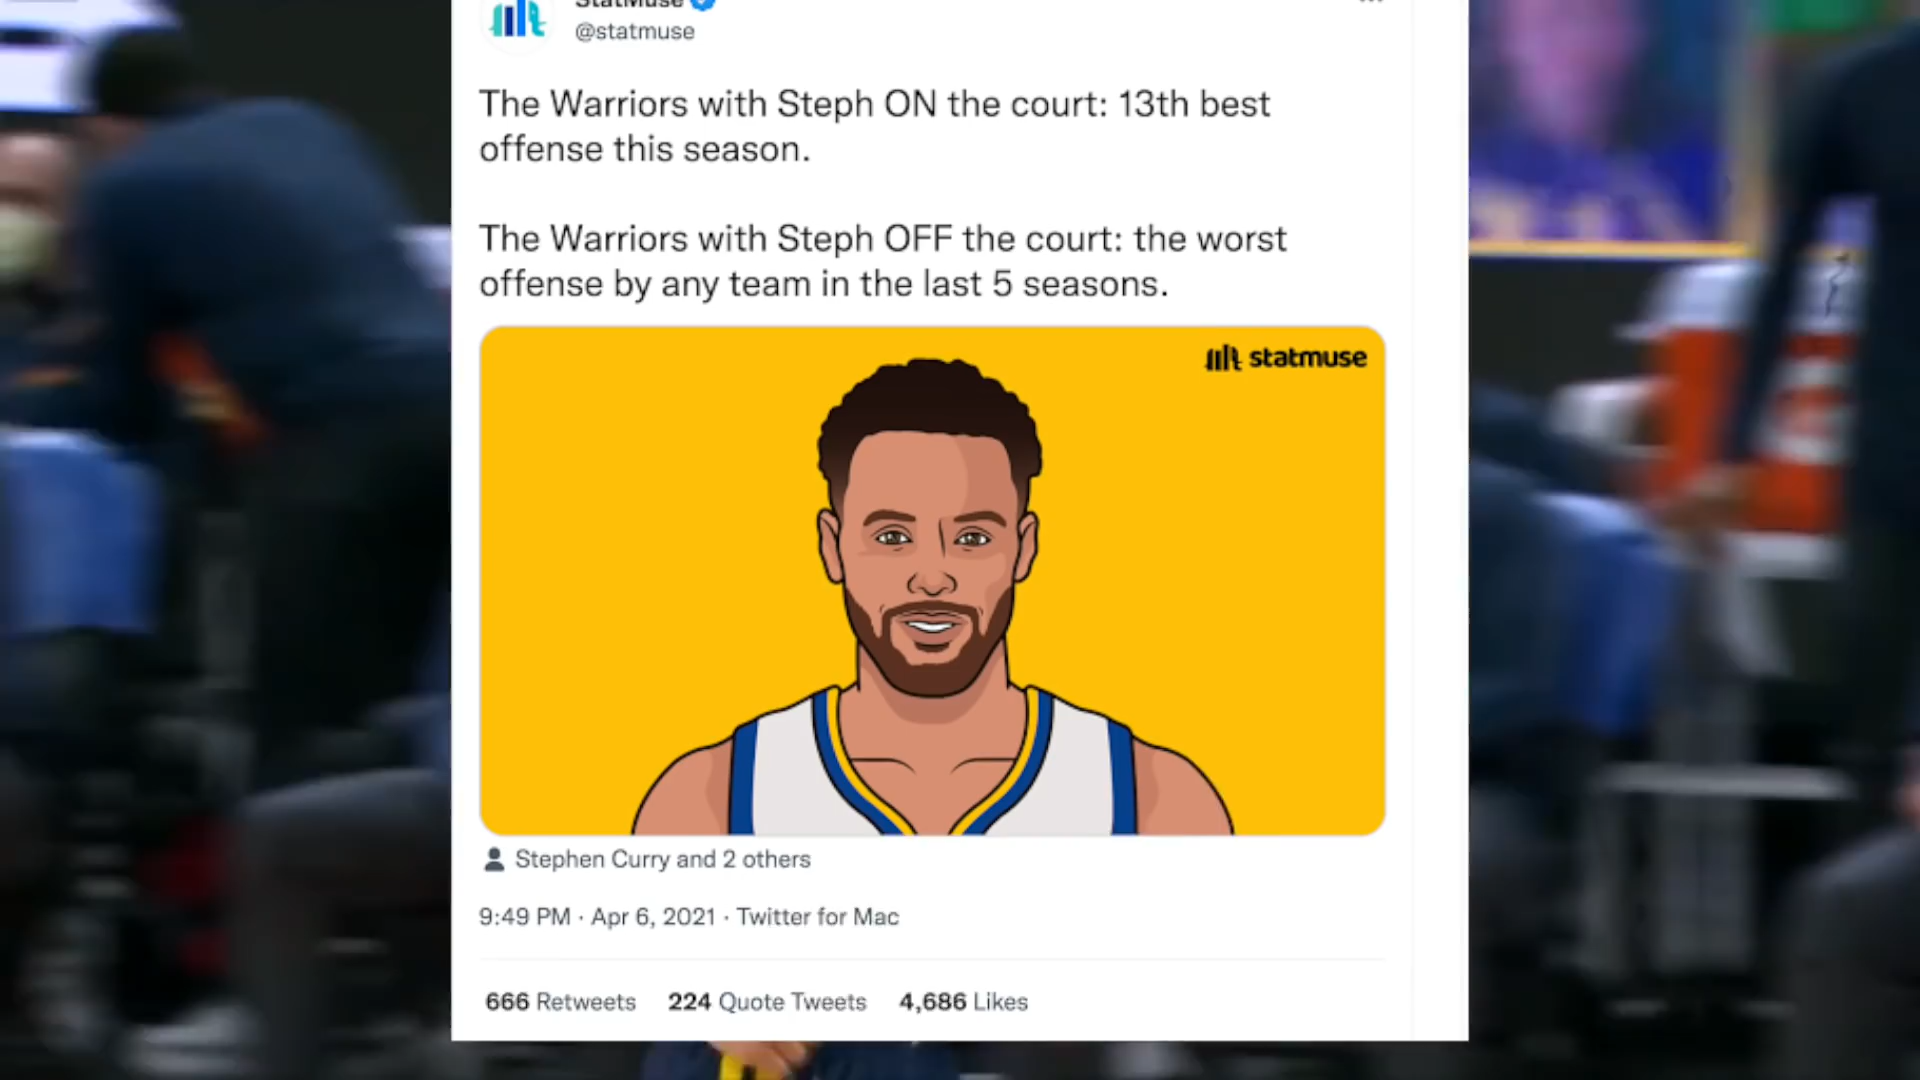 StatMuse
@statmuse
The Warriors with Steph ON the court: 13th best
offense this season.
The Warriors with Steph OFF the court: the worst
offense by any team in the last 5 seasons.
statmuse
Stephen Curry and 2 others
9:49 PM · Apr 6, 2021 · Twitter for Mac
666 Retweets 224 Quote Tweets 4,686 Likes